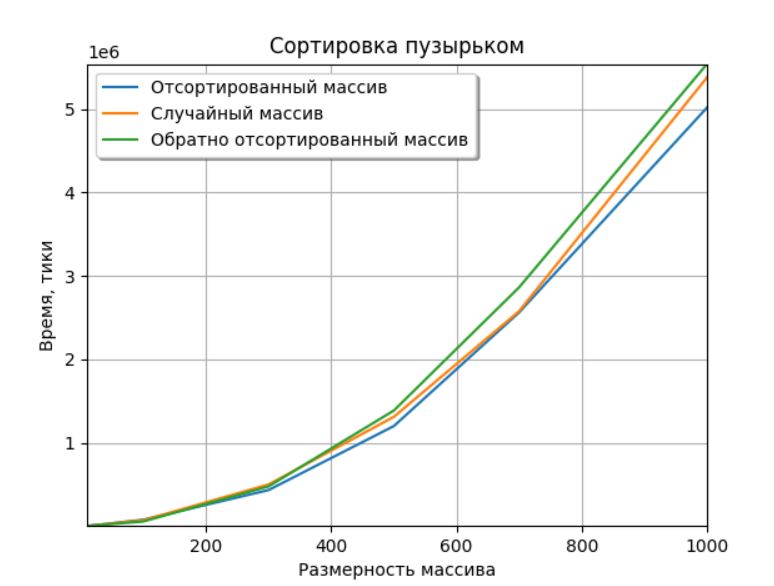 Сортировка пузырьком
1e6
Отсортированный массив
Случайный массив
Обратно отсортированный массив
Время, тики
5
4
3
2
1
200 400 600 800 1000
Размерность массива